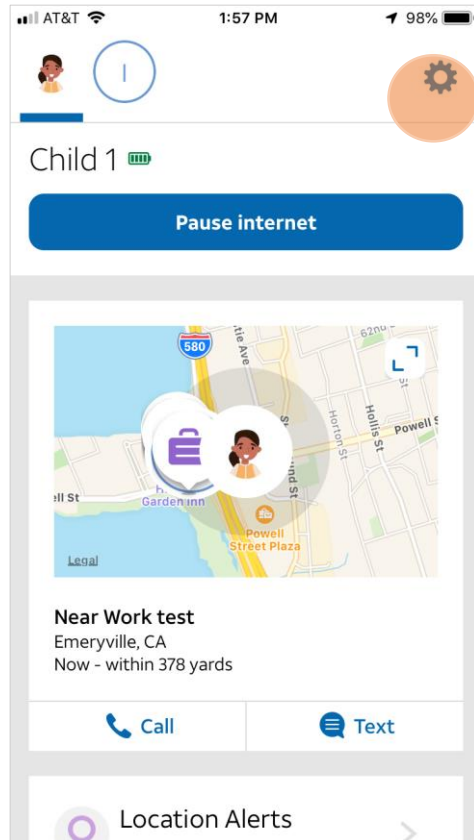 AT&T 1:57 PM 98%
I
Child 1
Pause internet
580
62nd
Hollis St
Horton St
Powell
Garden Inn
Powell
Street Plaza
Legal
Near Work test
Emeryville, CA
Now - within 378 yards
Call Text
Location Alerts